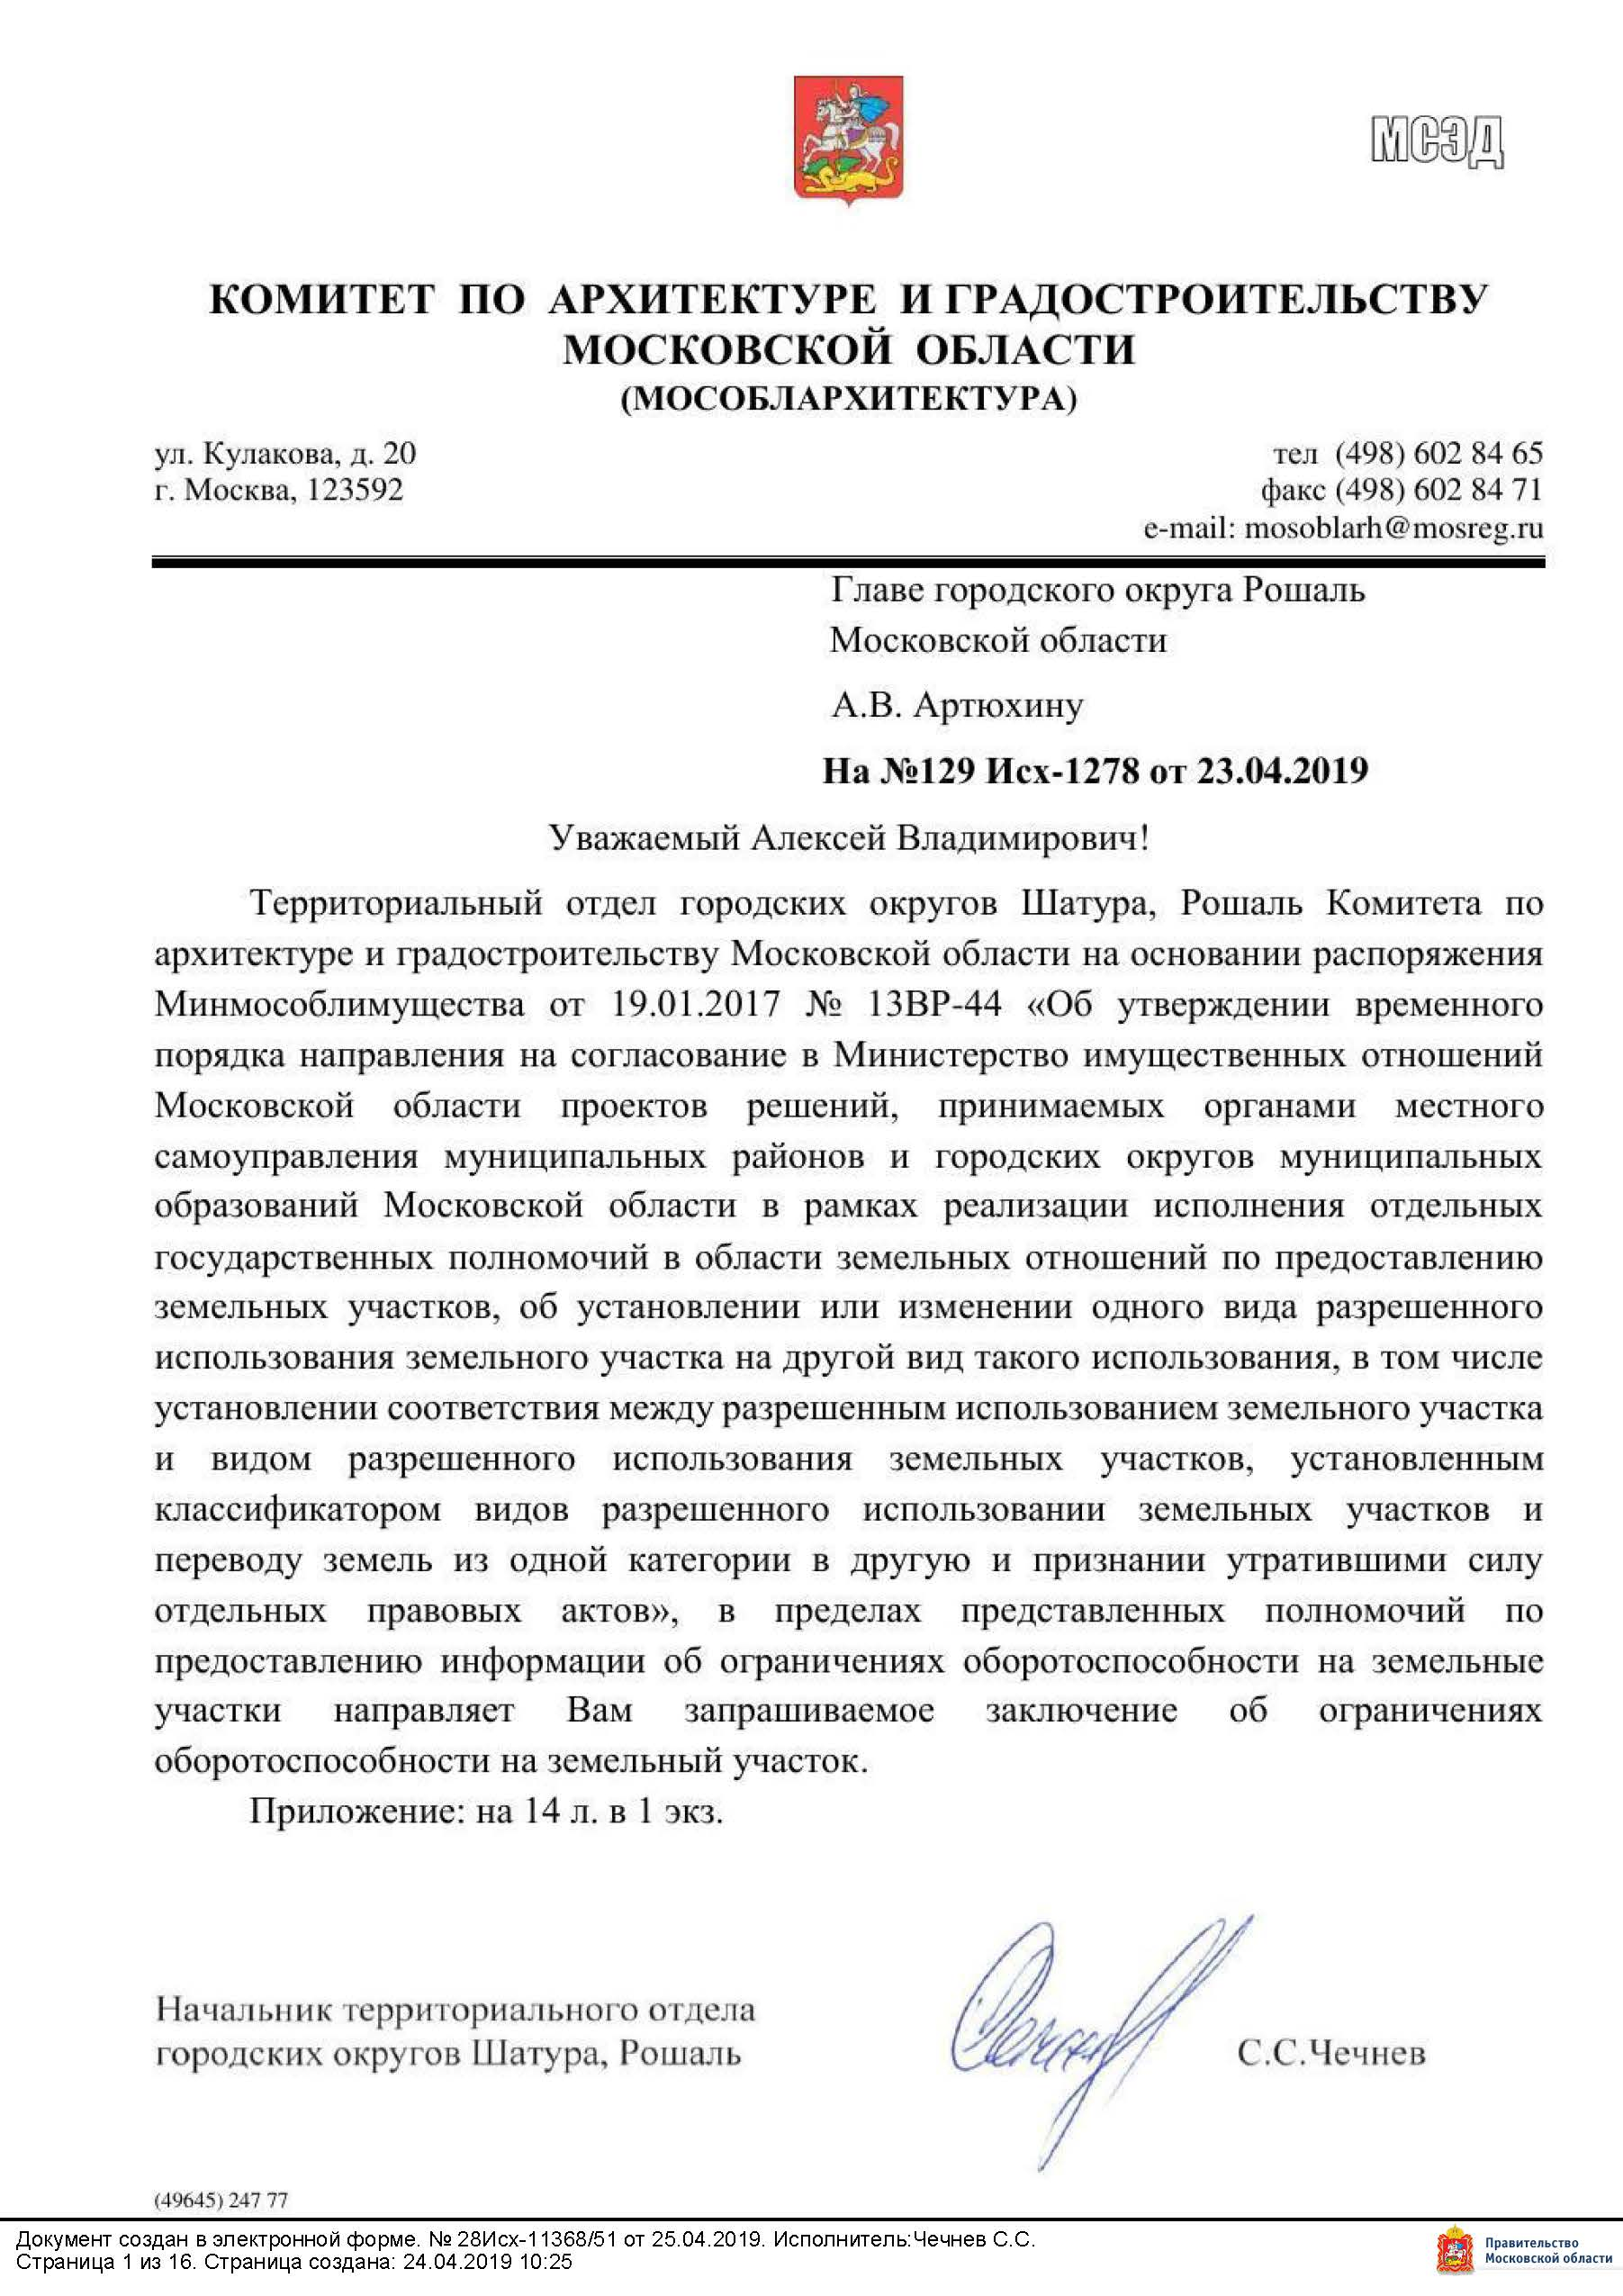 МСЭД
КОМИТЕТ ПО АРХИТЕКТУРЕ И ГРАДОСТРОИТЕЛЬСТВУ
МОСКОВСКОЙ ОБЛАСТИ
(МОСОБЛАРХИТЕКТУРА)
ул. Кулакова, д. 20
г. Москва, 123592
тел (498) 602 84 65
факс (498) 602 84 71
e-mail: mosoblarh@mosreg.ru
Главе городского округа Рошаль
Московской области
А.В. Артюхину
На №129 Исх-1278 от 23.04.2019
Уважаемый Алексей Владимирович!
Территориальный отдел городских округов Шатура, Рошаль Комитета по
архитектуре и градостроительству Московской области на основании распоряжения
Минмособлимущества от 19.01.2017 № 13ВР-44 «Об утверждении временного
порядка направления на согласование в Министерство имущественных отношений
Московской области проектов решений, принимаемых органами местного
самоуправления муниципальных районов и городских округов муниципальных
образований Московской области в рамках реализации исполнения отдельных
государственных полномочий в области земельных отношений по предоставлению
земельных участков, об установлении или изменении одного вида разрешенного
использования земельного участка на другой вид такого использования, в том числе
установлении соответствия между разрешенным использованием земельного участка
и видом разрешенного использования земельных участков, установленным
классификатором видов разрешенного использовании земельных участков и
переводу земель из одной категории в другую и признании утратившими силу
отдельных правовых актов», в пределах представленных полномочий по
предоставлению информации об ограничениях оборотоспособности на земельные
участки направляет Вам запрашиваемое заключение об ограничениях
оборотоспособности на земельный участок.
Приложение: на 14 л. в 1 экз.
Начальник территориального отдела
городских округов Шатура, Рошаль
С.С.Чечнев
(49645) 247 77
Документ создан в электронной форме. № 28Исх-11368/51 от 25.04.2019. Исполнитель:Чечнев С.С.
Страница 1 из 16. Страница создана: 24.04.2019 10:25
Правительство
Московской области